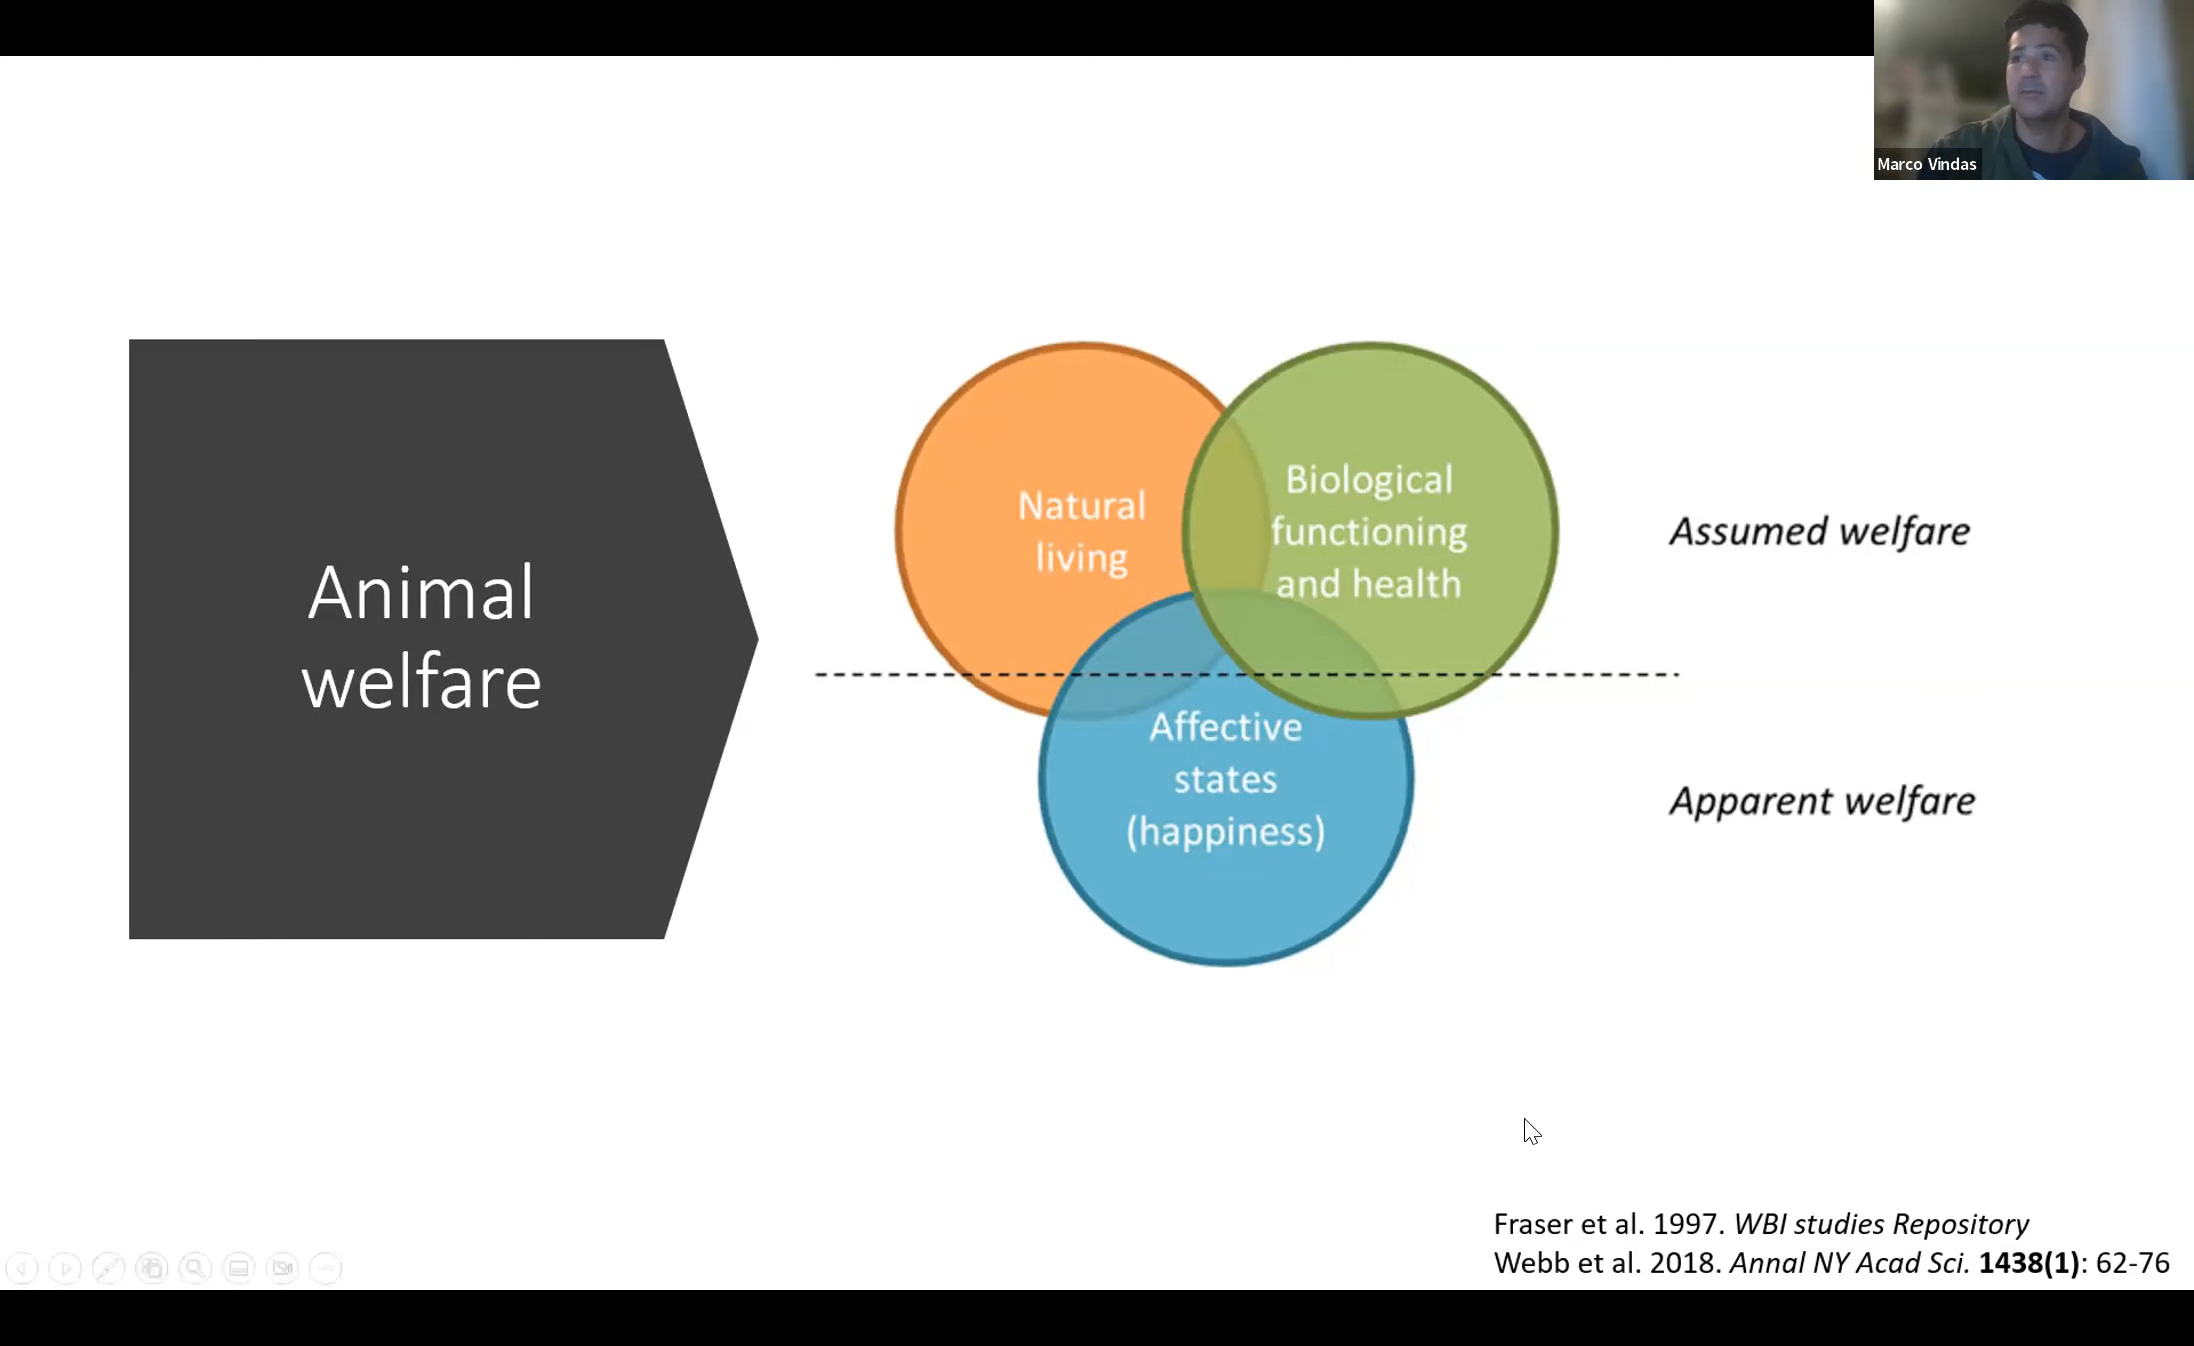 Marco Vindas
Animal
welfare
Natural
living
Biological
functioning
and health
Assumed welfare
Affective
states
(happiness)
Apparent welfare
Fraser et al. 1997. WBI studies Repository
Webb et al. 2018. Annal NY Acad Sci. 1438(1): 62-76